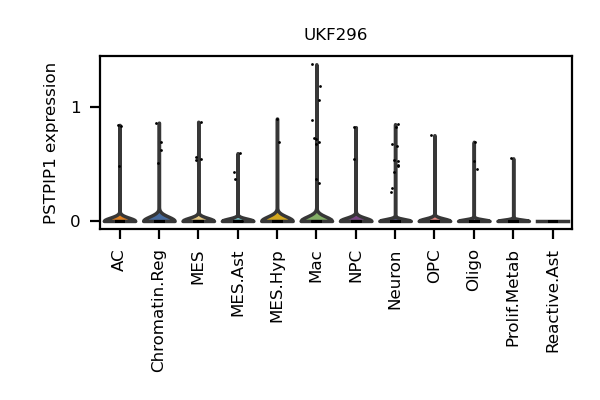 UKF296
PSTPIP1 expression
1
0
AC
Chromatin.Reg
MES
MES.Ast
MES.Hyp
Mac
NPC
Neuron
OPC
Oligo
Prolif.Metab
Reactive.Ast